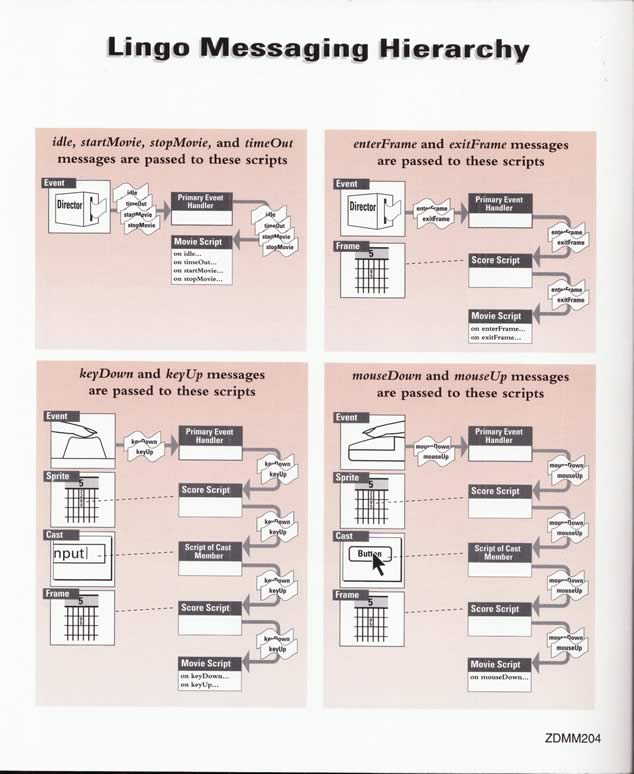 Lingo Messaging Hierarchy
idle, startMovie, stopMovie, and timeOut
messages are passed to these scripts
Event
Director
idle
timeOut
startMovie
stopMovie
Primary Event
Handler
idle
timeOut
startMovie
stopMovie
Movie Script
on idle...
on timeOut...
on startMovie...
on stopMovie...
enterFrame and exitFrame messages
are passed to these scripts
Event
Director
enterFrame
exitFrame
Primary Event
Handler
enterFrame
exitFrame
Frame
5
Score Script
enterFrame
exitFrame
Movie Script
on enterFrame...
on exitFrame...
keyDown and keyUp messages
are passed to these scripts
Event
keyDown
keyUp
Primary Event
Handler
keyDown
keyUp
Sprite
5
Score Script
keyDown
keyUp
Cast
nput|
Script of Cast
Member
keyDown
keyUp
Frame
5
Score Script
keyDown
keyUp
Movie Script
on keyDown...
on keyUp...
mouseDown and mouseUp messages
are passed to these scripts
Event
mouseDown
mouseUp
Primary Event
Handler
mouseDown
mouseUp
Sprite
5
Score Script
mouseDown
mouseUp
Cast
Button
Script of Cast
Member
mouseDown
mouseUp
Frame
5
Score Script
mouseDown
mouseUp
Movie Script
on mouseDown...
ZDMM204